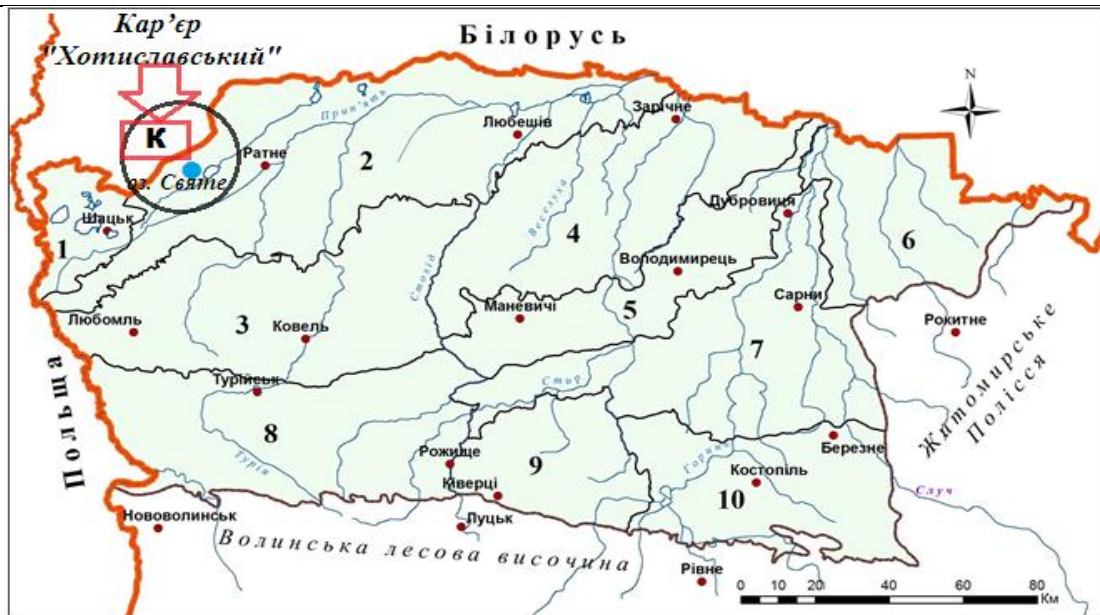 Кар’єр
"Хотиславський"
Білорусь
N
К
оз. Святе
Прип’ять
Ратне
Любешів
Зарічне
2
Шацьк
1
Дубровиця
Веселуха
4
6
Стохід
Володимирець
Маневичі
5
Сарни
Рокитне
Любомль
3
Ковель
7
Житомирське
Полісся
Польща
Турійськ
Стир
8
Турія
Рожище
9
Ківерці
Горинь
Костопіль
Березне
10
Случ
Нововолинськ
Луцьк
Волинська лесова височина
Рівне
0 10 20 40 60 80
Км